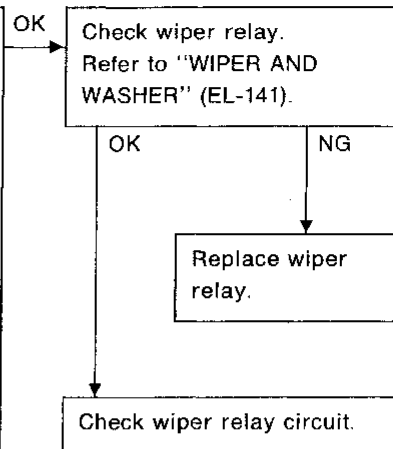 OK
Check wiper relay.
Refer to "WIPER AND
WASHER" (EL-141).
OK
NG
Replace wiper
relay.
Check wiper relay circuit.